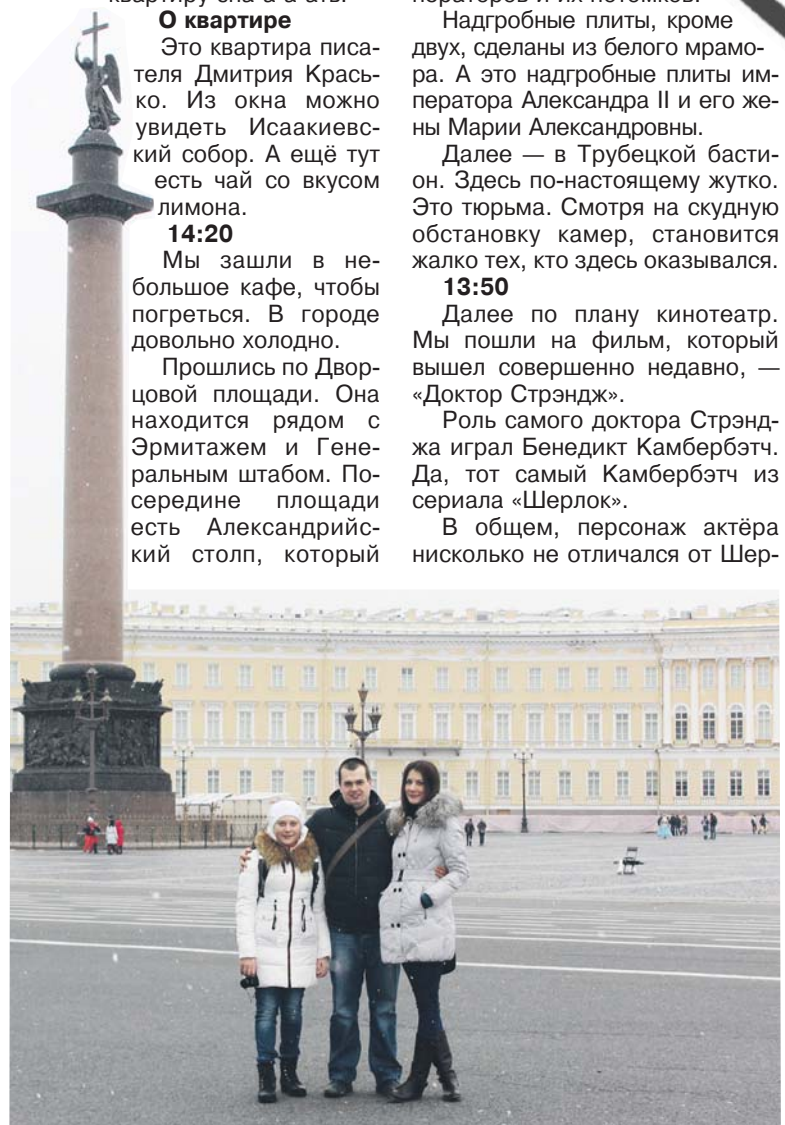 квартиру спа-а-а-ать.
О квартире
Это квартира писа-
теля Дмитрия Крась-
ко. Из окна можно
увидеть Исаакиевс-
кий собор. А ещё тут
есть чай со вкусом
лимона.
14:20
Мы зашли в не-
большое кафе, чтобы
погреться. В городе
довольно холодно.
Прошлись по Двор-
цовой площади. Она
находится рядом с
Эрмитажем и Гене-
ральным штабом. По-
середине площади
есть Александрийс-
кий столп, который
ператоров и их потомков.
Надгробные плиты, кроме
двух, сделаны из белого мрамо-
ра. А это надгробные плиты им-
ператора Александра II и его же-
ны Марии Александровны.
Далее — в Трубецкой басти-
он. Здесь по-настоящему жутко.
Это тюрьма. Смотря на скудную
обстановку камер, становится
жалко тех, кто здесь оказывался.
13:50
Далее по плану кинотеатр.
Мы пошли на фильм, который
вышел совершенно недавно, —
«Доктор Стрэндж».
Роль самого доктора Стрэнд-
жа играл Бенедикт Камбербэтч.
Да, тот самый Камбербэтч из
сериала «Шерлок».
В общем, персонаж актёра
нисколько не отличался от Шер-